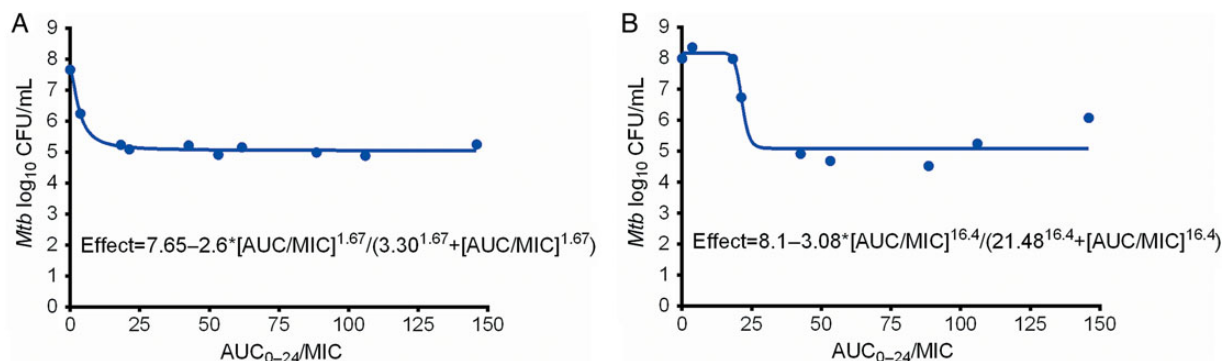 A
Mtb log10 CFU/mL
9
8
7
6
5
4
3
2
1
0
Effect=7.65–2.6*[AUC/MIC]^1.67/(3.30^1.67+[AUC/MIC]^1.67)
0 25 50 75 100 125 150
AUC0–24/MIC
B
Mtb log10 CFU/mL
9
8
7
6
5
4
3
2
1
0
Effect=8.1–3.08*[AUC/MIC]^16.4/(21.48^16.4+[AUC/MIC]^16.4)
0 25 50 75 100 125 150
AUC0–24/MIC